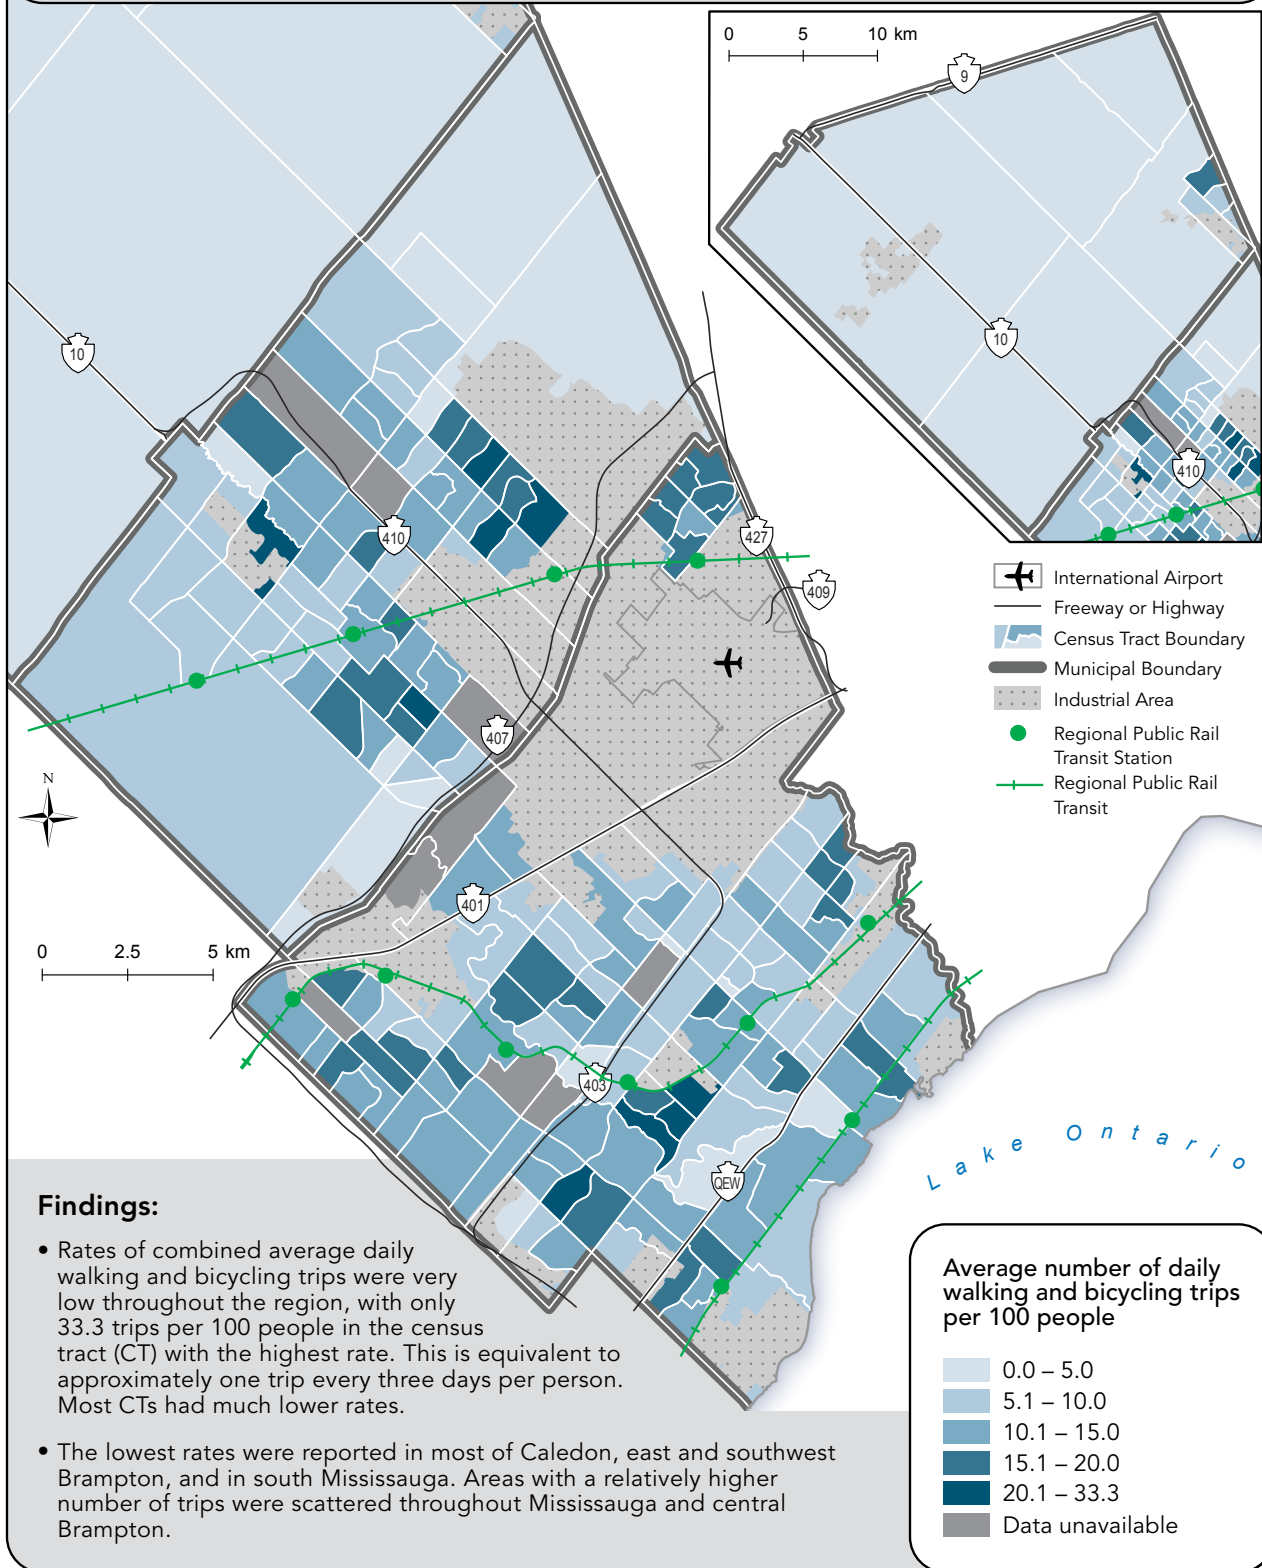 0 5 10 km
9
10
10
410
410
427
409
407
401
403
QEW
N
0 2.5 5 km
International Airport
Freeway or Highway
Census Tract Boundary
Municipal Boundary
Industrial Area
Regional Public Rail
Transit Station
Regional Public Rail
Transit
Lake Ontario
Findings:
• Rates of combined average daily
walking and bicycling trips were very
low throughout the region, with only
33.3 trips per 100 people in the census
tract (CT) with the highest rate. This is equivalent to
approximately one trip every three days per person.
Most CTs had much lower rates.
• The lowest rates were reported in most of Caledon, east and southwest
Brampton, and in south Mississauga. Areas with a relatively higher
number of trips were scattered throughout Mississauga and central
Brampton.
Average number of daily
walking and bicycling trips
per 100 people
0.0 – 5.0
5.1 – 10.0
10.1 – 15.0
15.1 – 20.0
20.1 – 33.3
Data unavailable